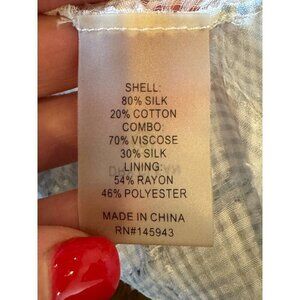 SHELL:
80% SILK
20% COTTON
COMBO:
70% VISCOSE
30% SILK
LINING:
54% RAYON
46% POLYESTER
MADE IN CHINA
RN#145943